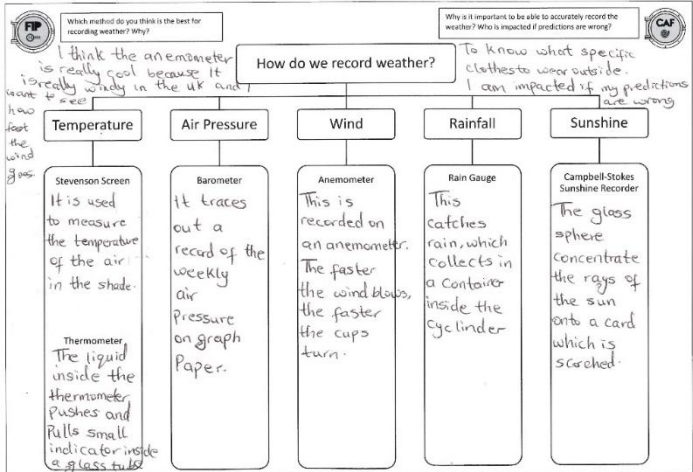 FIP
Which method do you think is the best for
recording weather? Why?
I think the anemometer
is really cool because It
is really windy in the uk and I
want to see
how
fast
the
wind
goes.
Why is it important to be able to accurately record the
weather? Who is impacted if predictions are wrong?
CAF
To know what specific
clothes to wear outside.
I am impacted if my predictions
are wrong
How do we record weather?
Temperature
Stevenson Screen
It is used
to measure
the temperature
of the air
in the shade.
Thermometer
The liquid
inside the
thermometer
pushes and
Pulls small
indicator inside
a glass tube
Air Pressure
Barometer
It traces
out a
record of the
weekly
air
Pressure
on graph
Paper.
Wind
Anemometer
This is
recorded on
an anemometer.
The faster
the wind blows,
the faster
the cups
turn.
Rainfall
Rain Gauge
This
catches
rain, which
collects in
a container
inside the
cyclinder
Sunshine
Campbell-Stokes
Sunshine Recorder
The glass
sphere
concentrate
the rays of
the sun
onto a card
which is
scorched.